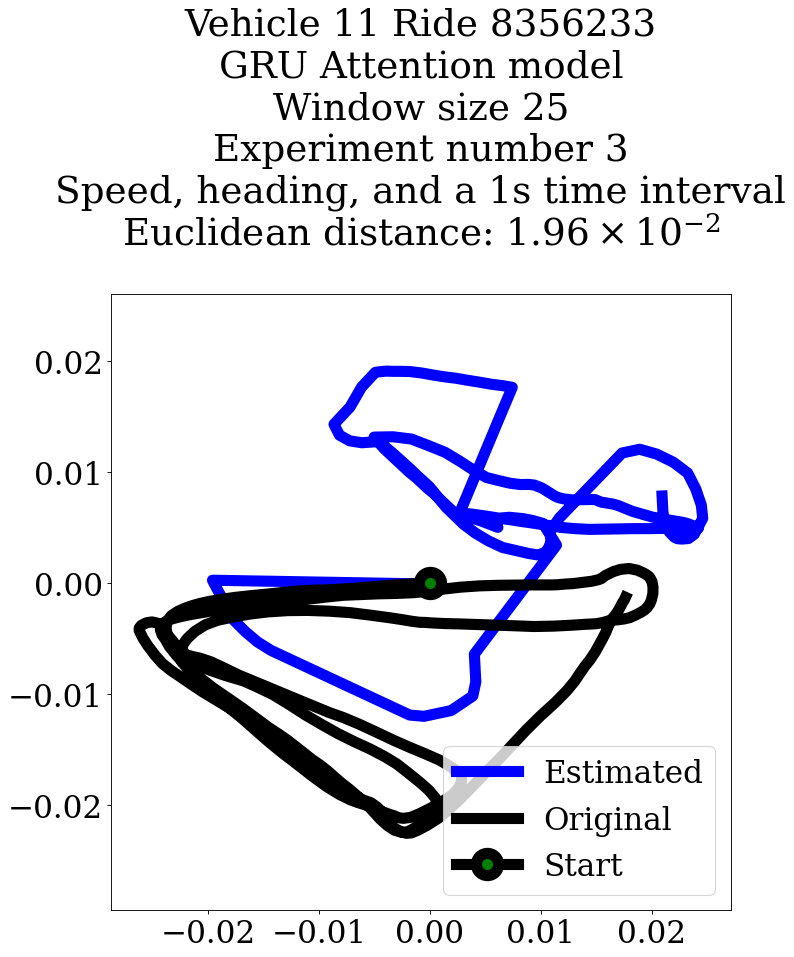 Vehicle 11 Ride 8356233
GRU Attention model
Window size 25
Experiment number 3
Speed, heading, and a 1s time interval
Euclidean distance: 1.96 × 10⁻²
0.02
0.01
0.00
−0.01
−0.02
Estimated
Original
Start
−0.02 −0.01 0.00 0.01 0.02